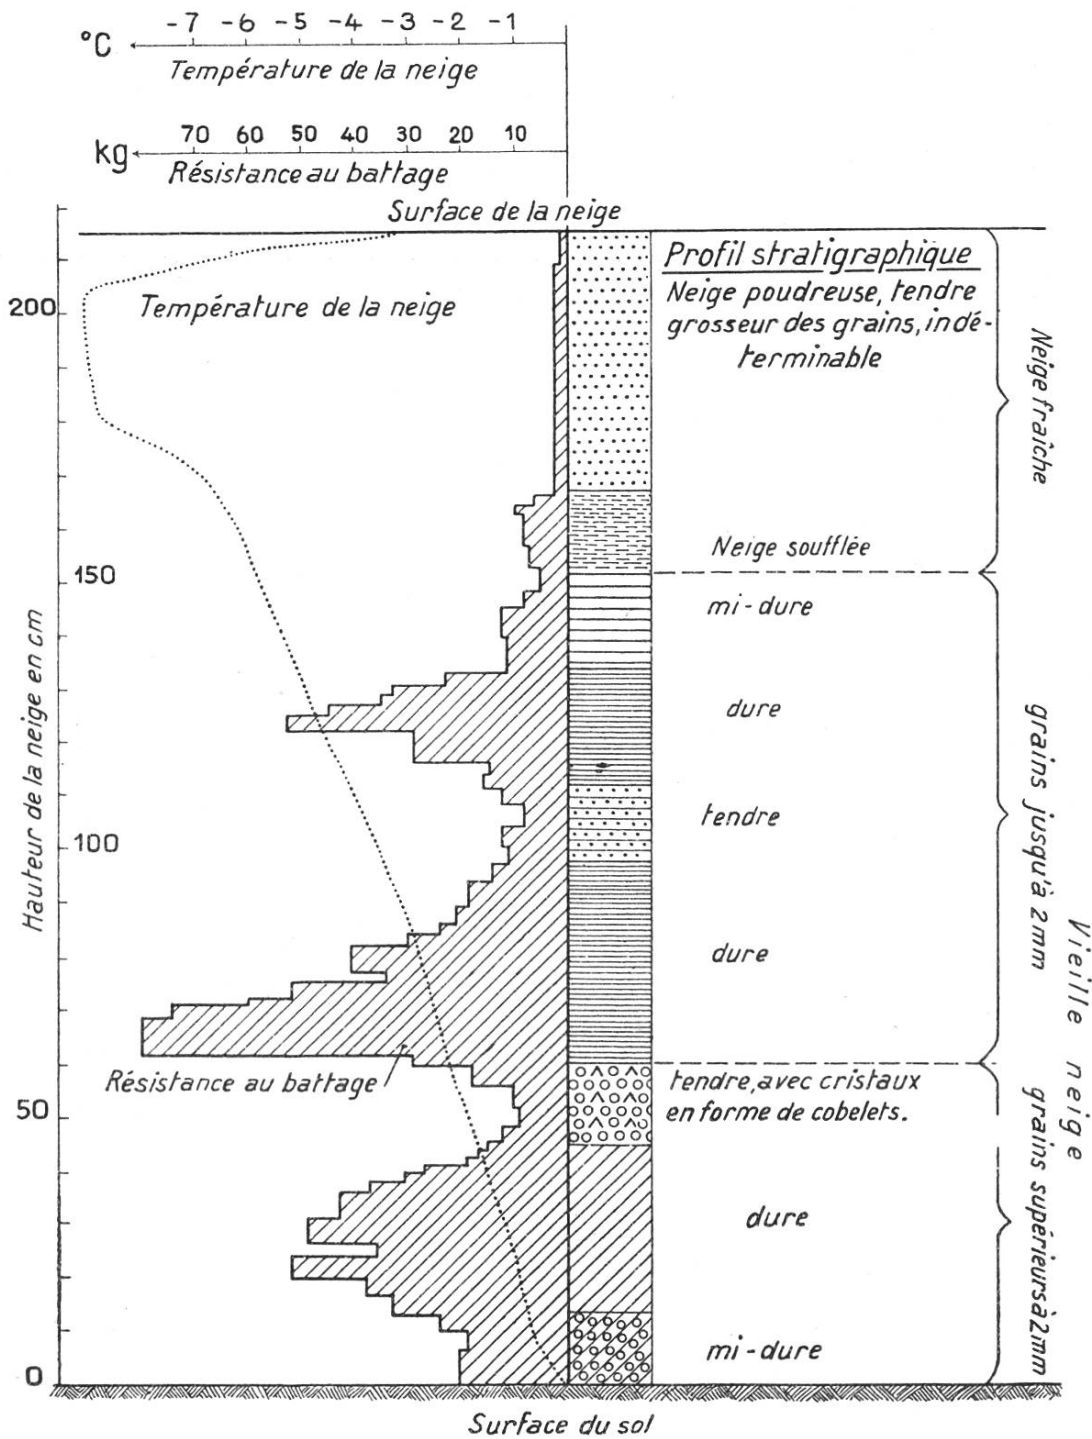 -7 -6 -5 -4 -3 -2 -1
°C
Température de la neige
70 60 50 40 30 20 10
kg
Résistance au battage
Surface de la neige
Profil stratigraphique
Neige poudreuse, tendre
grosseur des grains, indé-
terminable
Température de la neige
200
Neige fraîche
Neige soufflée
150
mi-dure
dure
Hauteur de la neige en cm
tendre
100
grains jusqu'à 2mm
dure
Vieille neige
Résistance au battage
tendre, avec cristaux
en forme de cobelets.
50
dure
grains supérieurs à 2mm
mi-dure
0
Surface du sol